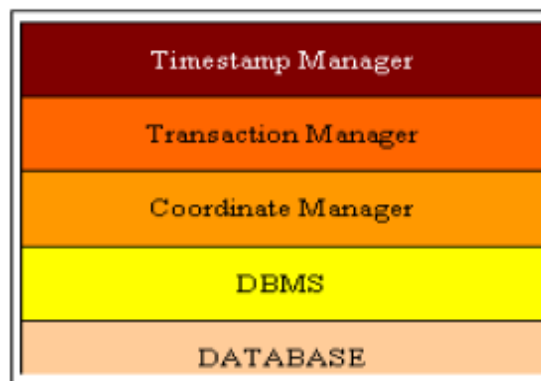 Timestamp Manager
Transaction Manager
Coordinate Manager
DBMS
DATABASE